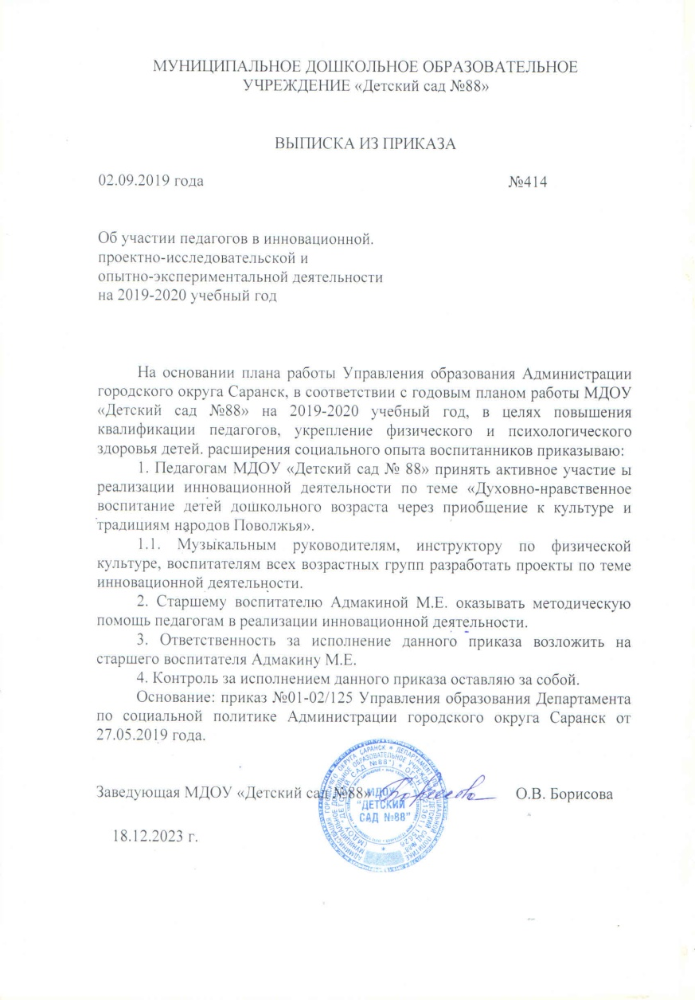 МУНИЦИПАЛЬНОЕ ДОШКОЛЬНОЕ ОБРАЗОВАТЕЛЬНОЕ
УЧРЕЖДЕНИЕ «Детский сад №88»
ВЫПИСКА ИЗ ПРИКАЗА
02.09.2019 года №414
Об участии педагогов в инновационной.
проектно-исследовательской и
опытно-экспериментальной деятельности
на 2019-2020 учебный год
На основании плана работы Управления образования Администрации
городского округа Саранск, в соответствии с годовым планом работы МДОУ
«Детский сад №88» на 2019-2020 учебный год, в целях повышения
квалификации педагогов, укрепление физического и психологического
здоровья детей. расширения социального опыта воспитанников приказываю:
1. Педагогам МДОУ «Детский сад № 88» принять активное участие ы
реализации инновационной деятельности по теме «Духовно-нравственное
воспитание детей дошкольного возраста через приобщение к культуре и
традициям народов Поволжья».
1.1. Музыкальным руководителям, инструктору по физической
культуре, воспитателям всех возрастных групп разработать проекты по теме
инновационной деятельности.
2. Старшему воспитателю Адмакиной М.Е. оказывать методическую
помощь педагогам в реализации инновационной деятельности.
3. Ответственность за исполнение данного приказа возложить на
старшего воспитателя Адмакину М.Е.
4. Контроль за исполнением данного приказа оставляю за собой.
Основание: приказ №01-02/125 Управления образования Департамента
по социальной политике Администрации городского округа Саранск от
27.05.2019 года.
Заведующая МДОУ «Детский сад №88» О.В. Борисова
МДОУ
"ДЕТСКИЙ
САД №88"
18.12.2023 г.